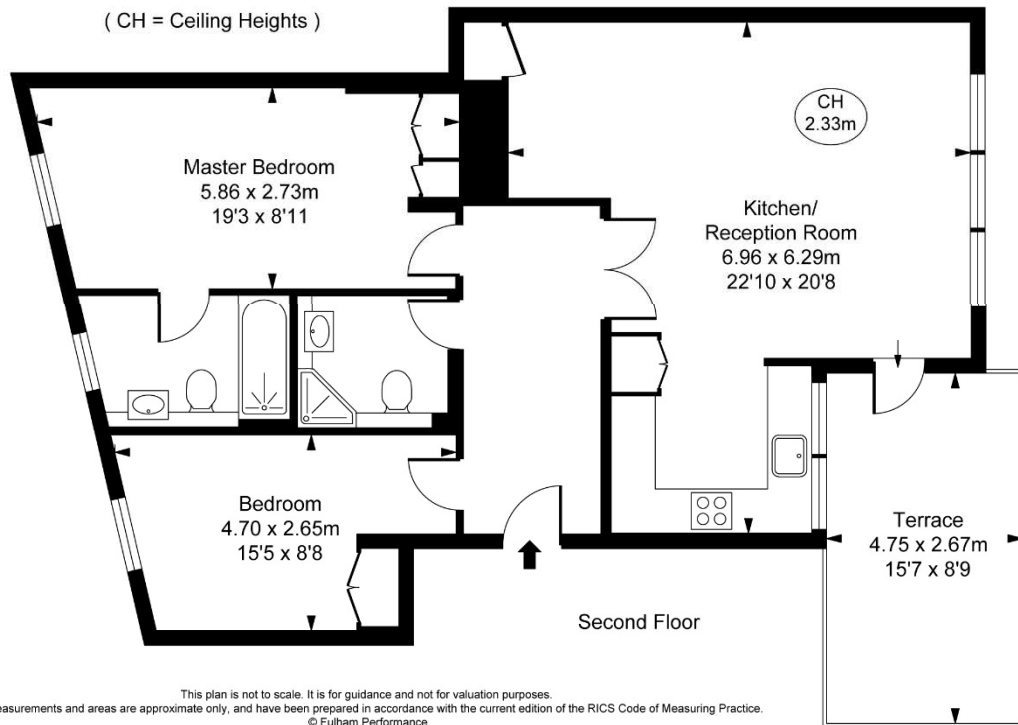 ( CH = Ceiling Heights )
CH
2.33m
Master Bedroom
5.86 x 2.73m
19'3 x 8'11
Kitchen/
Reception Room
6.96 x 6.29m
22'10 x 20'8
Bedroom
4.70 x 2.65m
15'5 x 8'8
Terrace
4.75 x 2.67m
15'7 x 8'9
Second Floor
This plan is not to scale. It is for guidance and not for valuation purposes.
easurements and areas are approximate only, and have been prepared in accordance with the current edition of the RICS Code of Measuring Practice.
© Fulham Performance